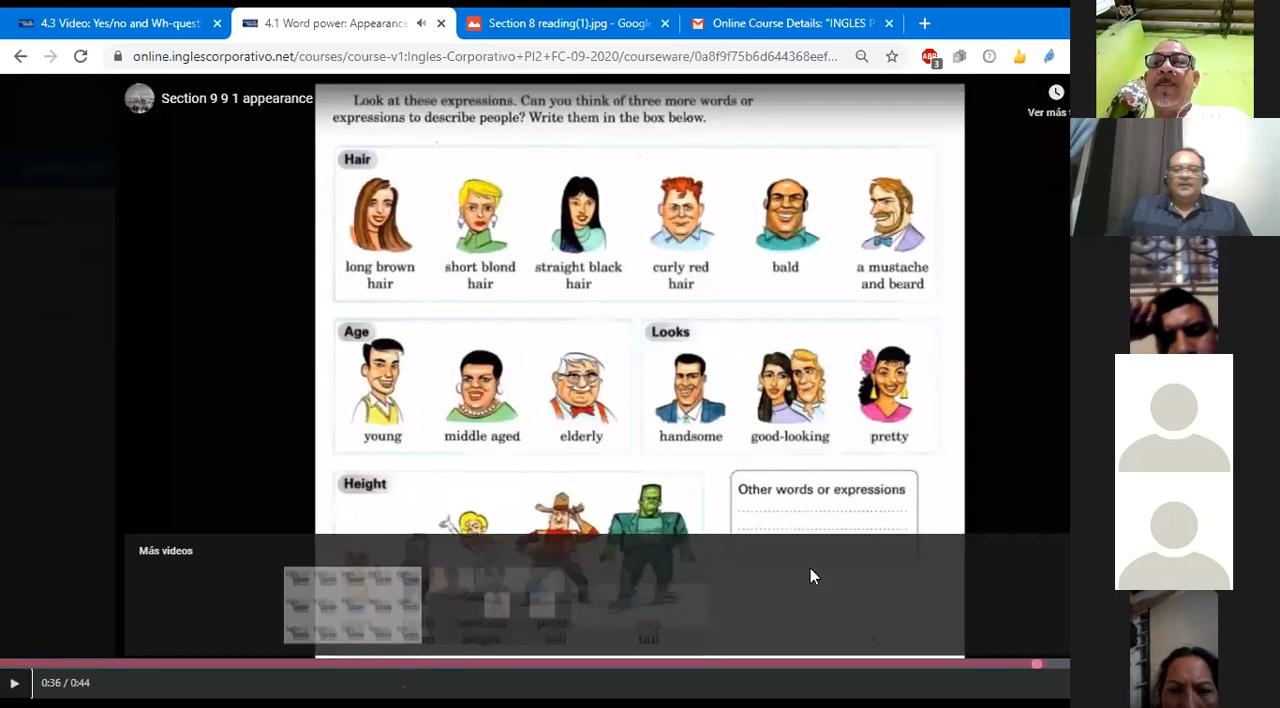 4.3 Video: Yes/no and Wh-quest
4.1 Word power: Appearance
Section 8 reading(1).jpg - Googl
Online Course Details: "INGLES P
online.inglescorporativo.net/courses/course-v1:Ingles-Corporativo+PI2+FC-09-2020/courseware/0a8f9f75b6d644368eef...
3
Section 9 9 1 appearance
Ver más
Look at these expressions. Can you think of three more words or
expressions to describe people? Write them in the box below.
Hair
long brown
hair
short blond
hair
straight black
hair
curly red
hair
bald
a mustache
and beard
Age
young
middle aged
elderly
Looks
handsome
good-looking
pretty
Height
Other words or expressions
Más videos
tall
0:36 / 0:44